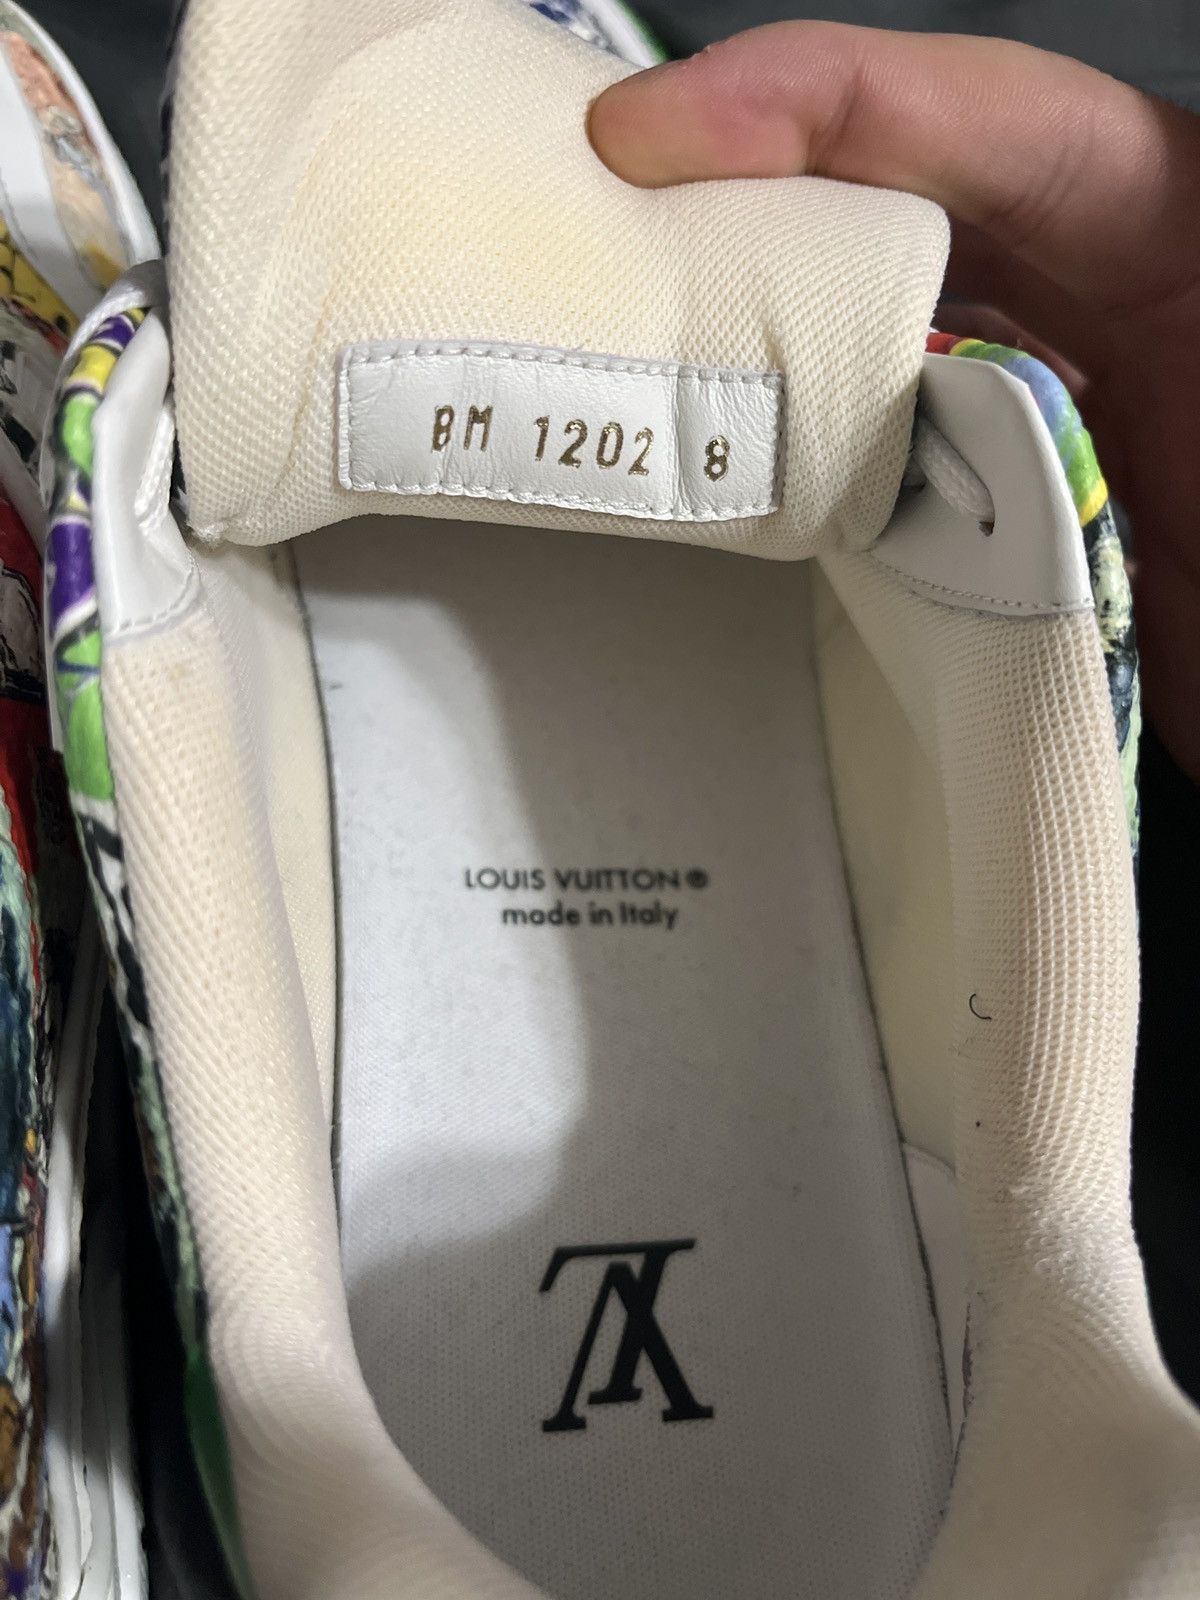 BM 1202 8
LOUIS VUITTON®
made in Italy
LV